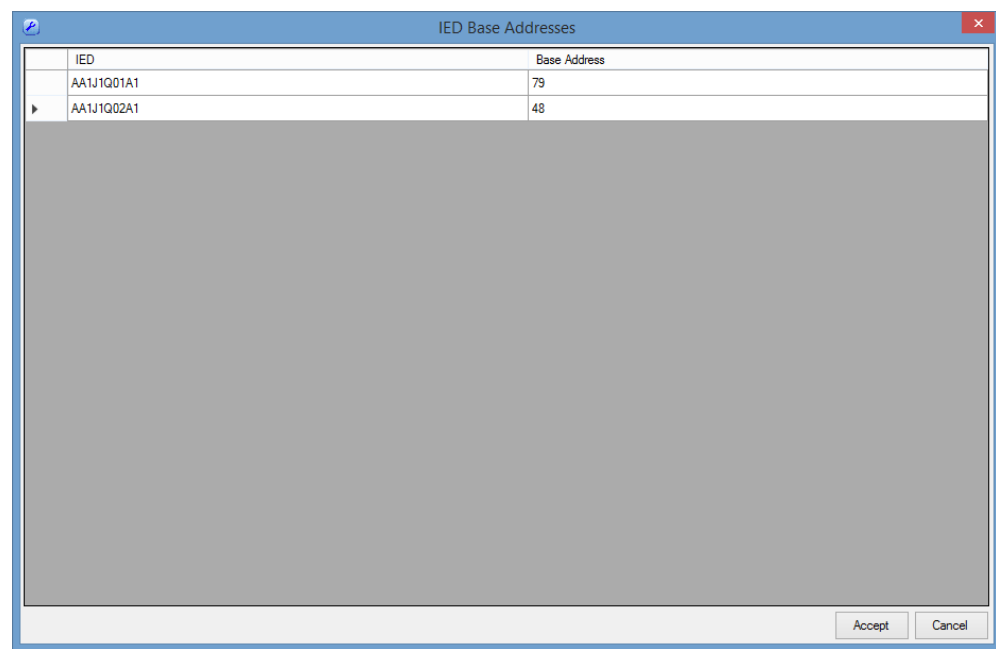 IED Base Addresses
IED Base Address
AA1J1Q01A1 79
AA1J1Q02A1 48
Accept Cancel